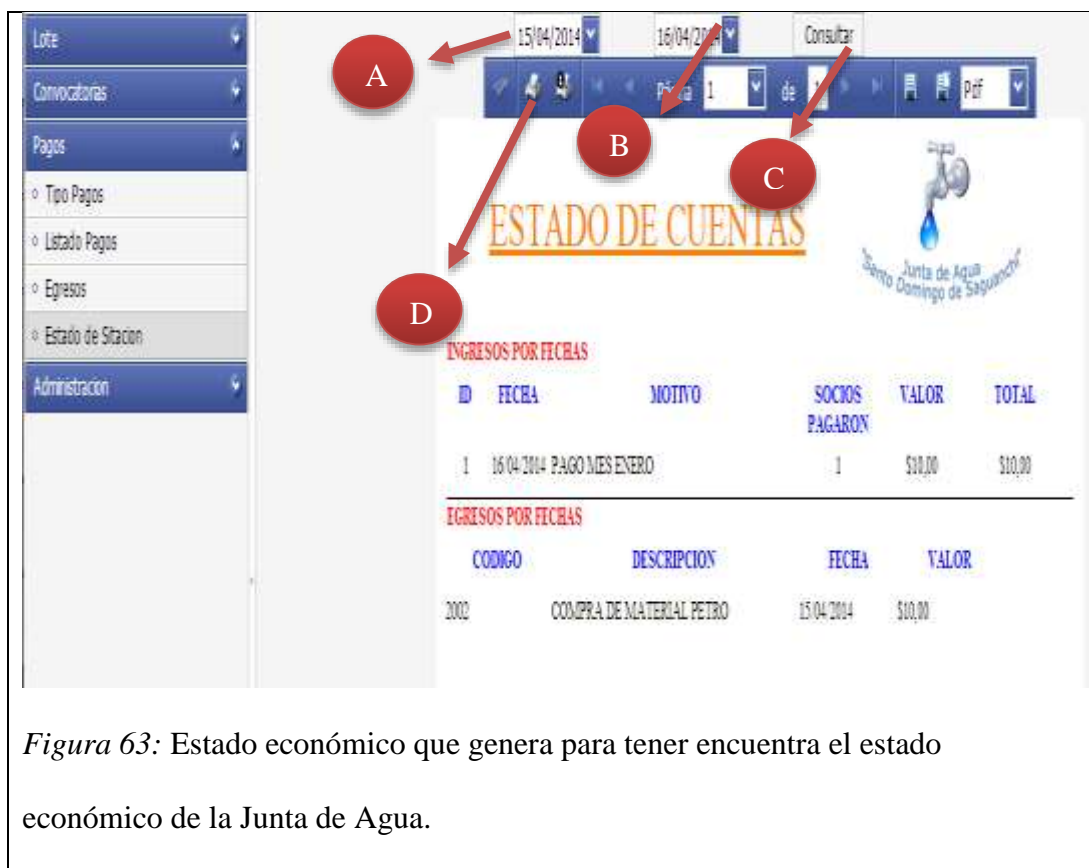 Lote
Convocatorias
Pagos
Tipo Pagos
Listado Pagos
Egresos
Estado de Sitacion
Administracion
15/04/2014 16/04/2014 Consultar
Página 1 de 1 Pdf
A
B
C
D
ESTADO DE CUENTAS
Junta de Agua
"Santo Domingo de Saguanchi"
INGRESOS POR FECHAS
ID FECHA MOTIVO SOCIOS PAGARON VALOR TOTAL
1 16/04/2014 PAGO MES ENERO 1 $10,00 $10,00
EGRESOS POR FECHAS
CODIGO DESCRIPCION FECHA VALOR
2002 COMPRA DE MATERIAL PETRO 15/04/2014 $10,00
Figura 63: Estado económico que genera para tener encuentra el estado
económico de la Junta de Agua.